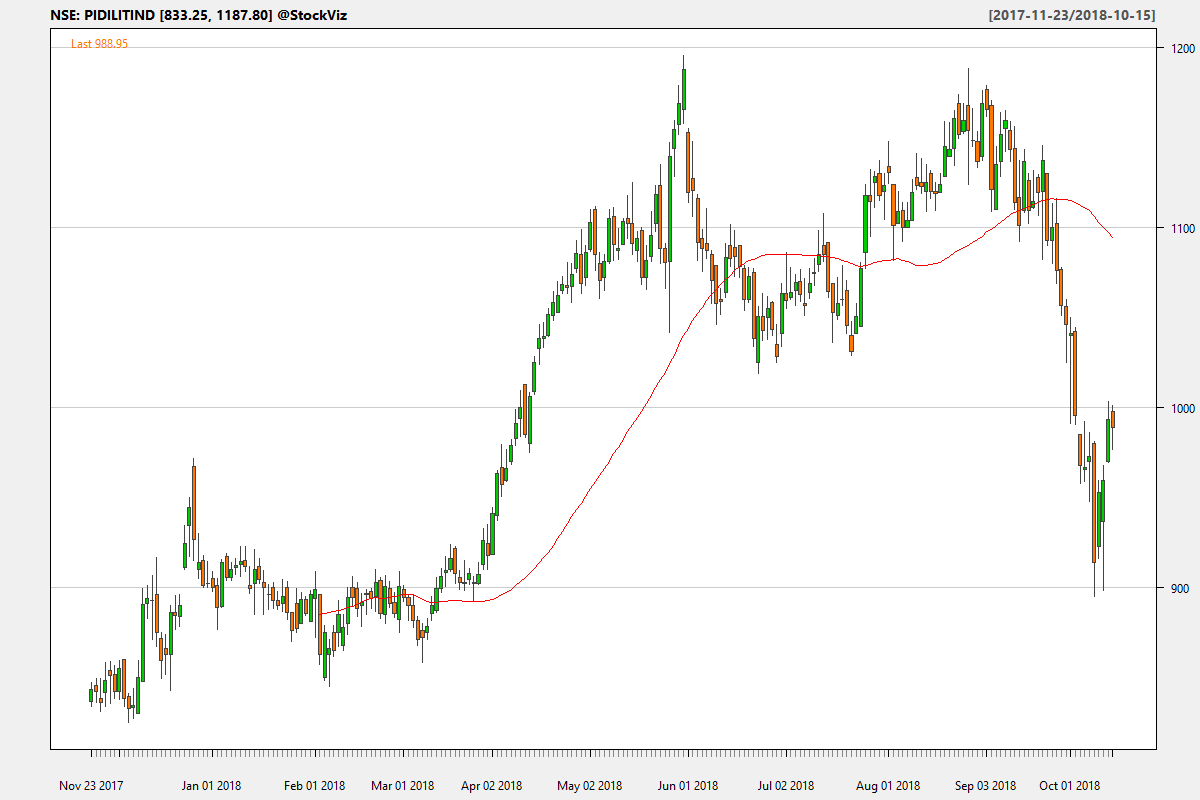 NSE: PIDILITIND [833.25, 1187.80] @StockViz [2017-11-23/2018-10-15]
Last 988.95
1200
1100
1000
900
Nov 23 2017 Jan 01 2018 Feb 01 2018 Mar 01 2018 Apr 02 2018 May 02 2018 Jun 01 2018 Jul 02 2018 Aug 01 2018 Sep 03 2018 Oct 01 2018